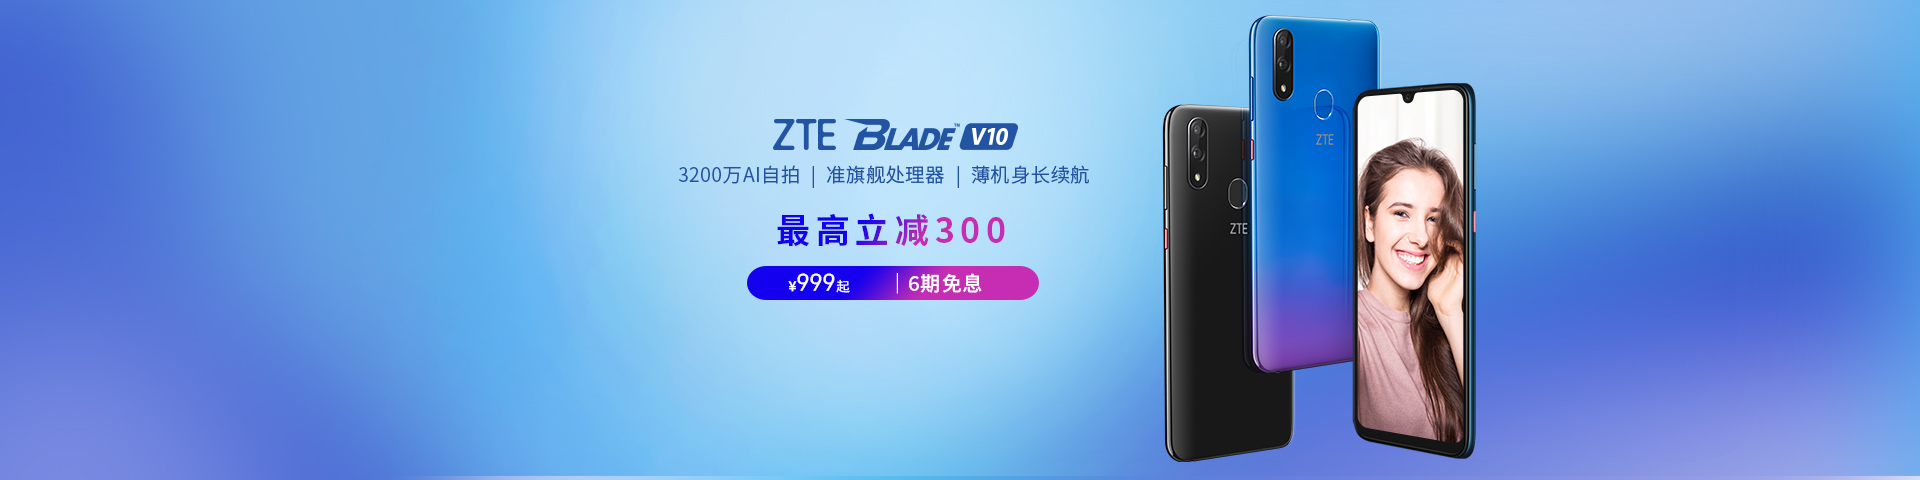 ZTE BLADE™ V10
3200万AI自拍 | 准旗舰处理器 | 薄机身长续航
最高立减300
¥999起 | 6期免息
ZTE
ZTE